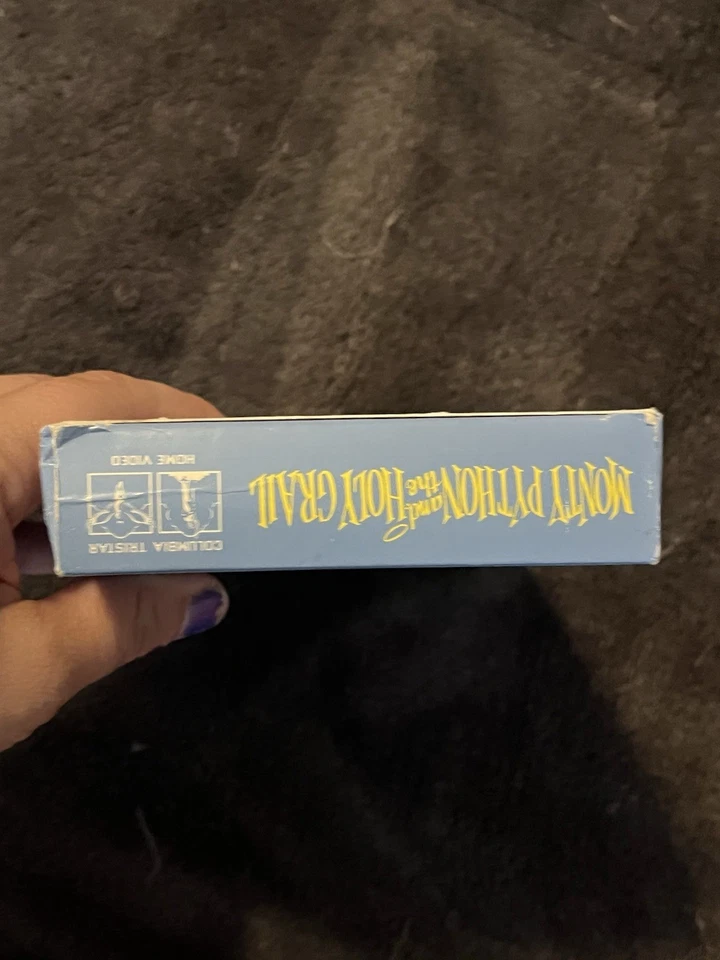 MONTY PYTHON and the HOLY GRAIL
COLUMBIA TRISTAR
HOME VIDEO